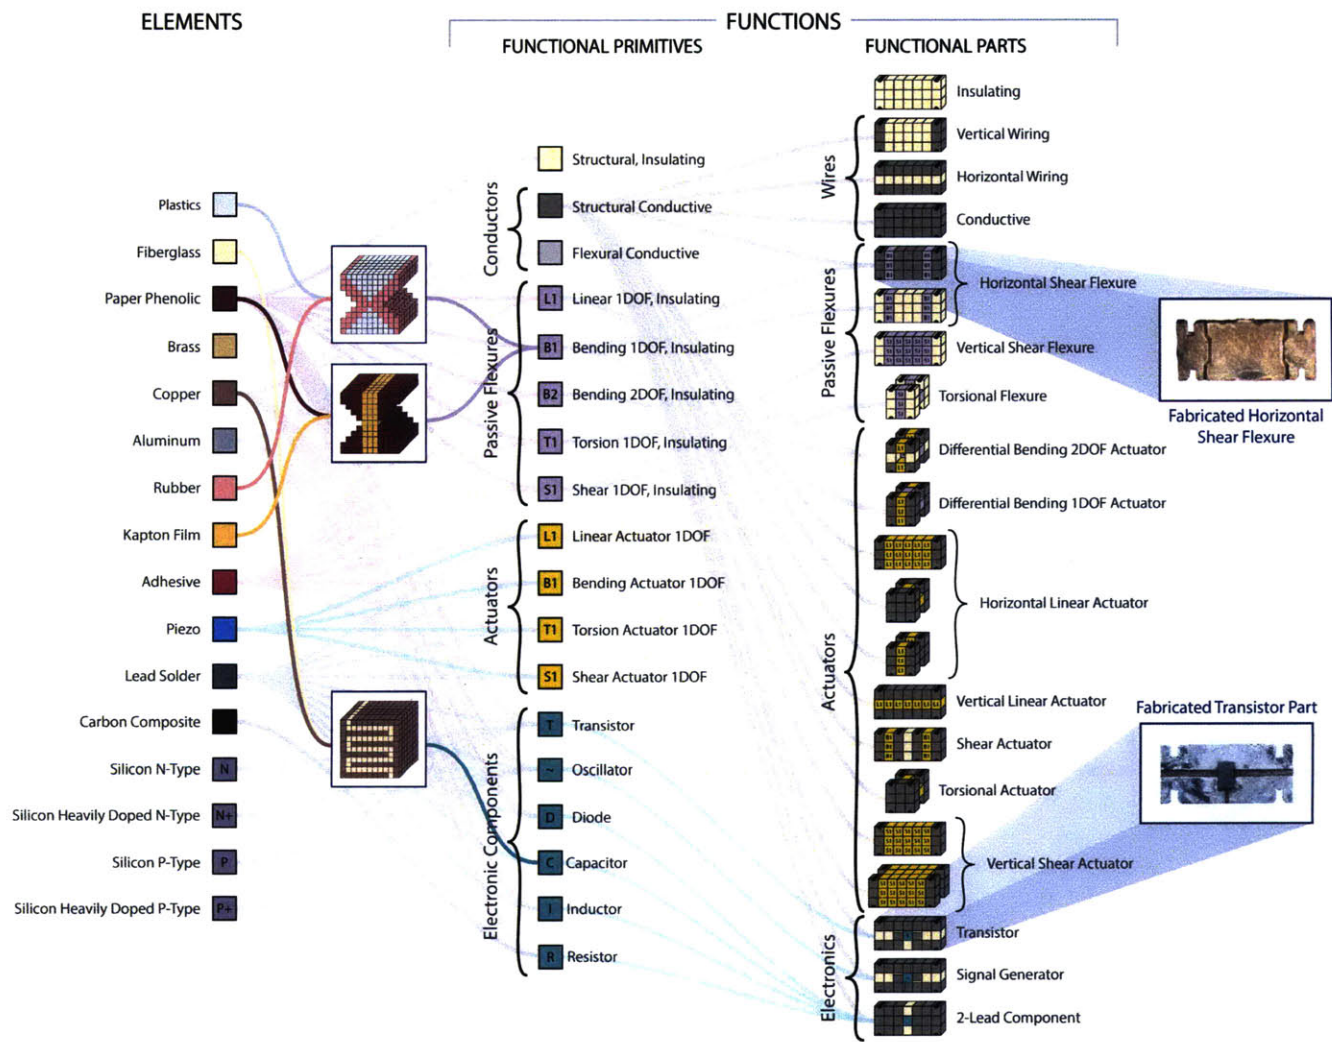 ELEMENTS
FUNCTIONS
FUNCTIONAL PRIMITIVES
FUNCTIONAL PARTS
Plastics
Fiberglass
Paper Phenolic
Brass
Copper
Aluminum
Rubber
Kapton Film
Adhesive
Piezo
Lead Solder
Carbon Composite
Silicon N-Type N
Silicon Heavily Doped N-Type N+
Silicon P-Type P
Silicon Heavily Doped P-Type P+
Structural, Insulating
Conductors
Structural Conductive
Flexural Conductive
Passive Flexures
L1 Linear 1DOF, Insulating
B1 Bending 1DOF, Insulating
B2 Bending 2DOF, Insulating
T1 Torsion 1DOF, Insulating
S1 Shear 1DOF, Insulating
Actuators
L1 Linear Actuator 1DOF
B1 Bending Actuator 1DOF
T1 Torsion Actuator 1DOF
S1 Shear Actuator 1DOF
Electronic Components
T Transistor
~ Oscillator
D Diode
C Capacitor
I Inductor
R Resistor
Insulating
Wires
Vertical Wiring
Horizontal Wiring
Conductive
Passive Flexures
Horizontal Shear Flexure
Vertical Shear Flexure
Torsional Flexure
Actuators
Differential Bending 2DOF Actuator
Differential Bending 1DOF Actuator
Horizontal Linear Actuator
Vertical Linear Actuator
Shear Actuator
Torsional Actuator
Vertical Shear Actuator
Electronics
Transistor
Signal Generator
2-Lead Component
Fabricated Horizontal
Shear Flexure
Fabricated Transistor Part